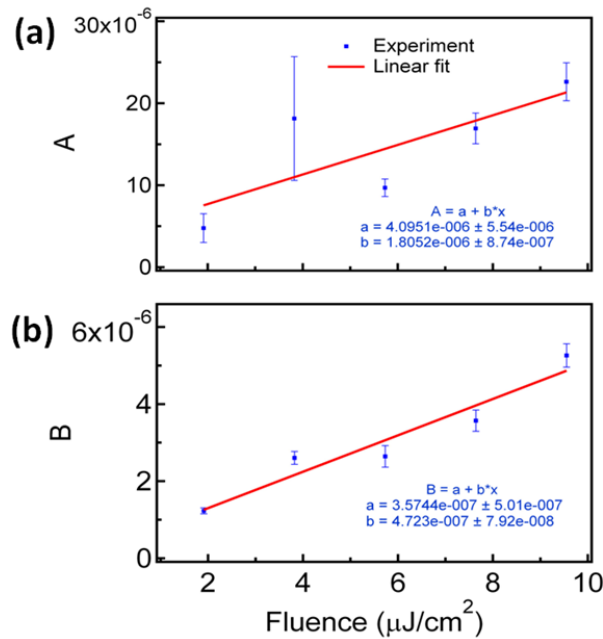 (a)
30x10-6
20
10
0
A
Experiment
Linear fit
A = a + b*x
a = 4.0951e-006 ± 5.54e-006
b = 1.8052e-006 ± 8.74e-007
(b)
6x10-6
4
2
0
B
B = a + b*x
a = 3.5744e-007 ± 5.01e-007
b = 4.723e-007 ± 7.92e-008
2 4 6 8 10
Fluence (μJ/cm2)